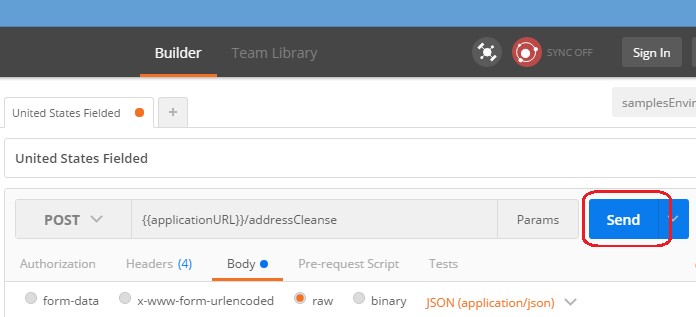 Builder Team Library SYNC OFF Sign In
United States Fielded + samplesEnvir
United States Fielded
POST {{applicationURL}}/addressCleanse Params Send
Authorization Headers (4) Body Pre-request Script Tests
form-data x-www-form-urlencoded raw binary JSON (application/json)